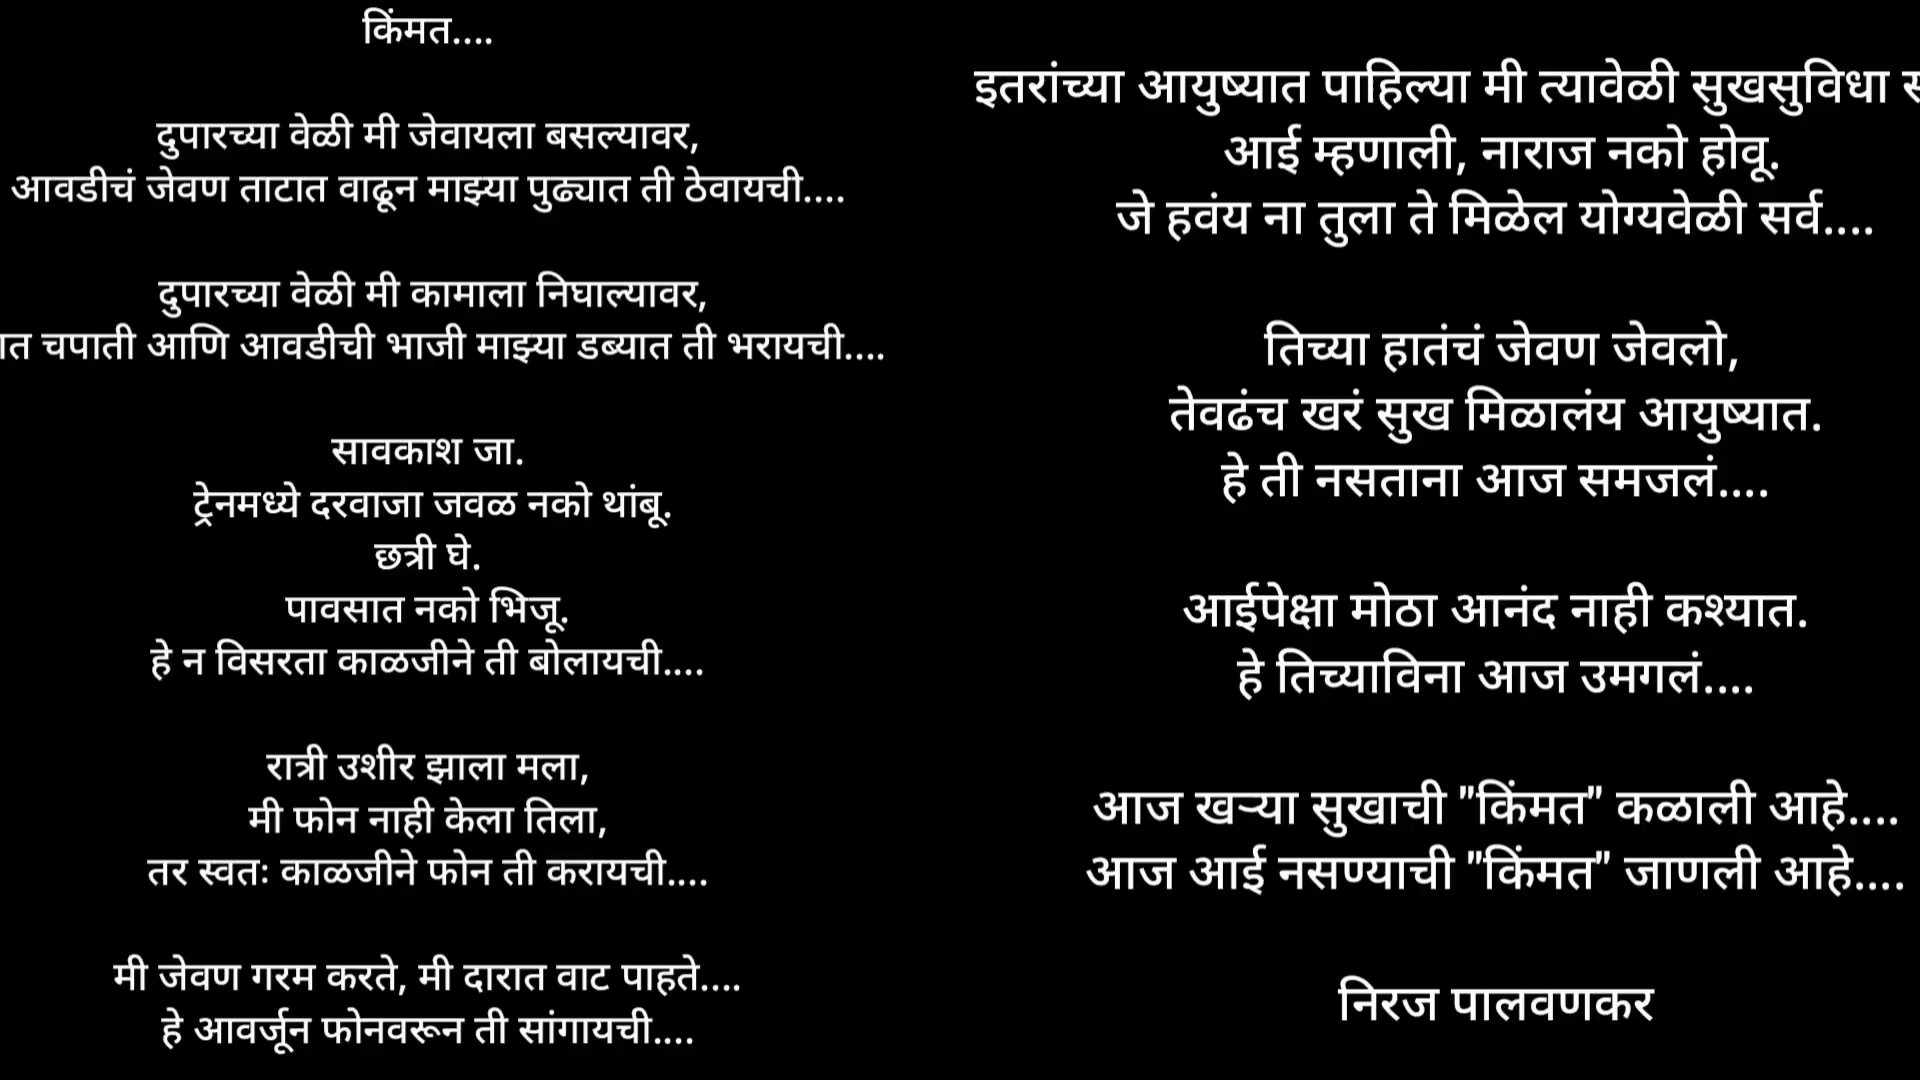 किंमत....
दुपारच्या वेळी मी जेवायला बसल्यावर,
आवडीचं जेवण ताटात वाढून माझ्या पुढ्यात ती ठेवायची....
दुपारच्या वेळी मी कामाला निघाल्यावर,
चपाती आणि आवडीची भाजी माझ्या डब्यात ती भरायची....
सावकाश जा.
ट्रेनमध्ये दरवाजा जवळ नको थांबू.
छत्री घे.
पावसात नको भिजू.
हे न विसरता काळजीने ती बोलायची....
रात्री उशीर झाला मला,
मी फोन नाही केला तिला,
तर स्वतः काळजीने फोन ती करायची....
मी जेवण गरम करते, मी दारात वाट पाहते....
हे आवर्जून फोनवरून ती सांगायची....
इतरांच्या आयुष्यात पाहिल्या मी त्यावेळी सुखसुविधा
आई म्हणाली, नाराज नको होवू.
जे हवंय ना तुला ते मिळेल योग्यवेळी सर्व....
तिच्या हातंचं जेवण जेवलो,
तेवढंच खरं सुख मिळालंय आयुष्यात.
हे ती नसताना आज समजलं....
आईपेक्षा मोठा आनंद नाही कश्यात.
हे तिच्याविना आज उमगलं....
आज खऱ्या सुखाची "किंमत" कळाली आहे....
आज आई नसण्याची "किंमत" जाणली आहे....
निरज पालवणकर